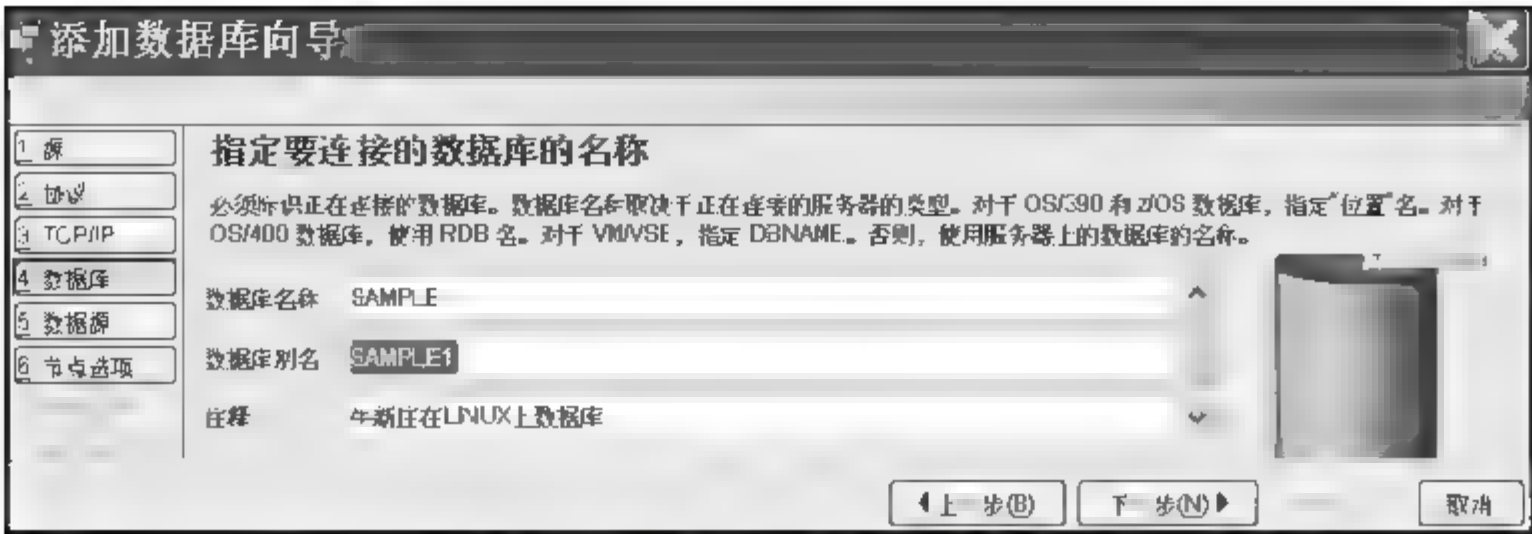 添加数据库向导
1 源
2 协议
3 TCP/IP
4 数据库
5 数据源
6 节点选项
指定要连接的数据库的名称
必须标识正在连接的数据库。数据库名称取决于正在连接的服务器的类型。对于 OS/390 和 z/OS 数据库，指定"位置"名。对于
OS/400 数据库，使用 RDB 名。对于 VM/VSE，指定 DBNAME。否则，使用服务器上的数据库的名称。
数据库名称 SAMPLE
数据库别名 SAMPLE1
注释 牛新庄在LINUX上数据库
上一步(B) 下一步(N) 取消